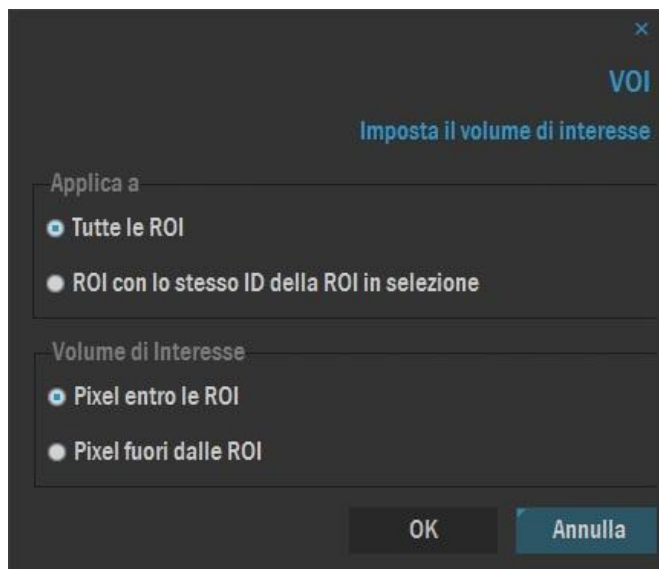 VOI
Imposta il volume di interesse
Applica a
Tutte le ROI
ROI con lo stesso ID della ROI in selezione
Volume di Interesse
Pixel entro le ROI
Pixel fuori dalle ROI
OK
Annulla